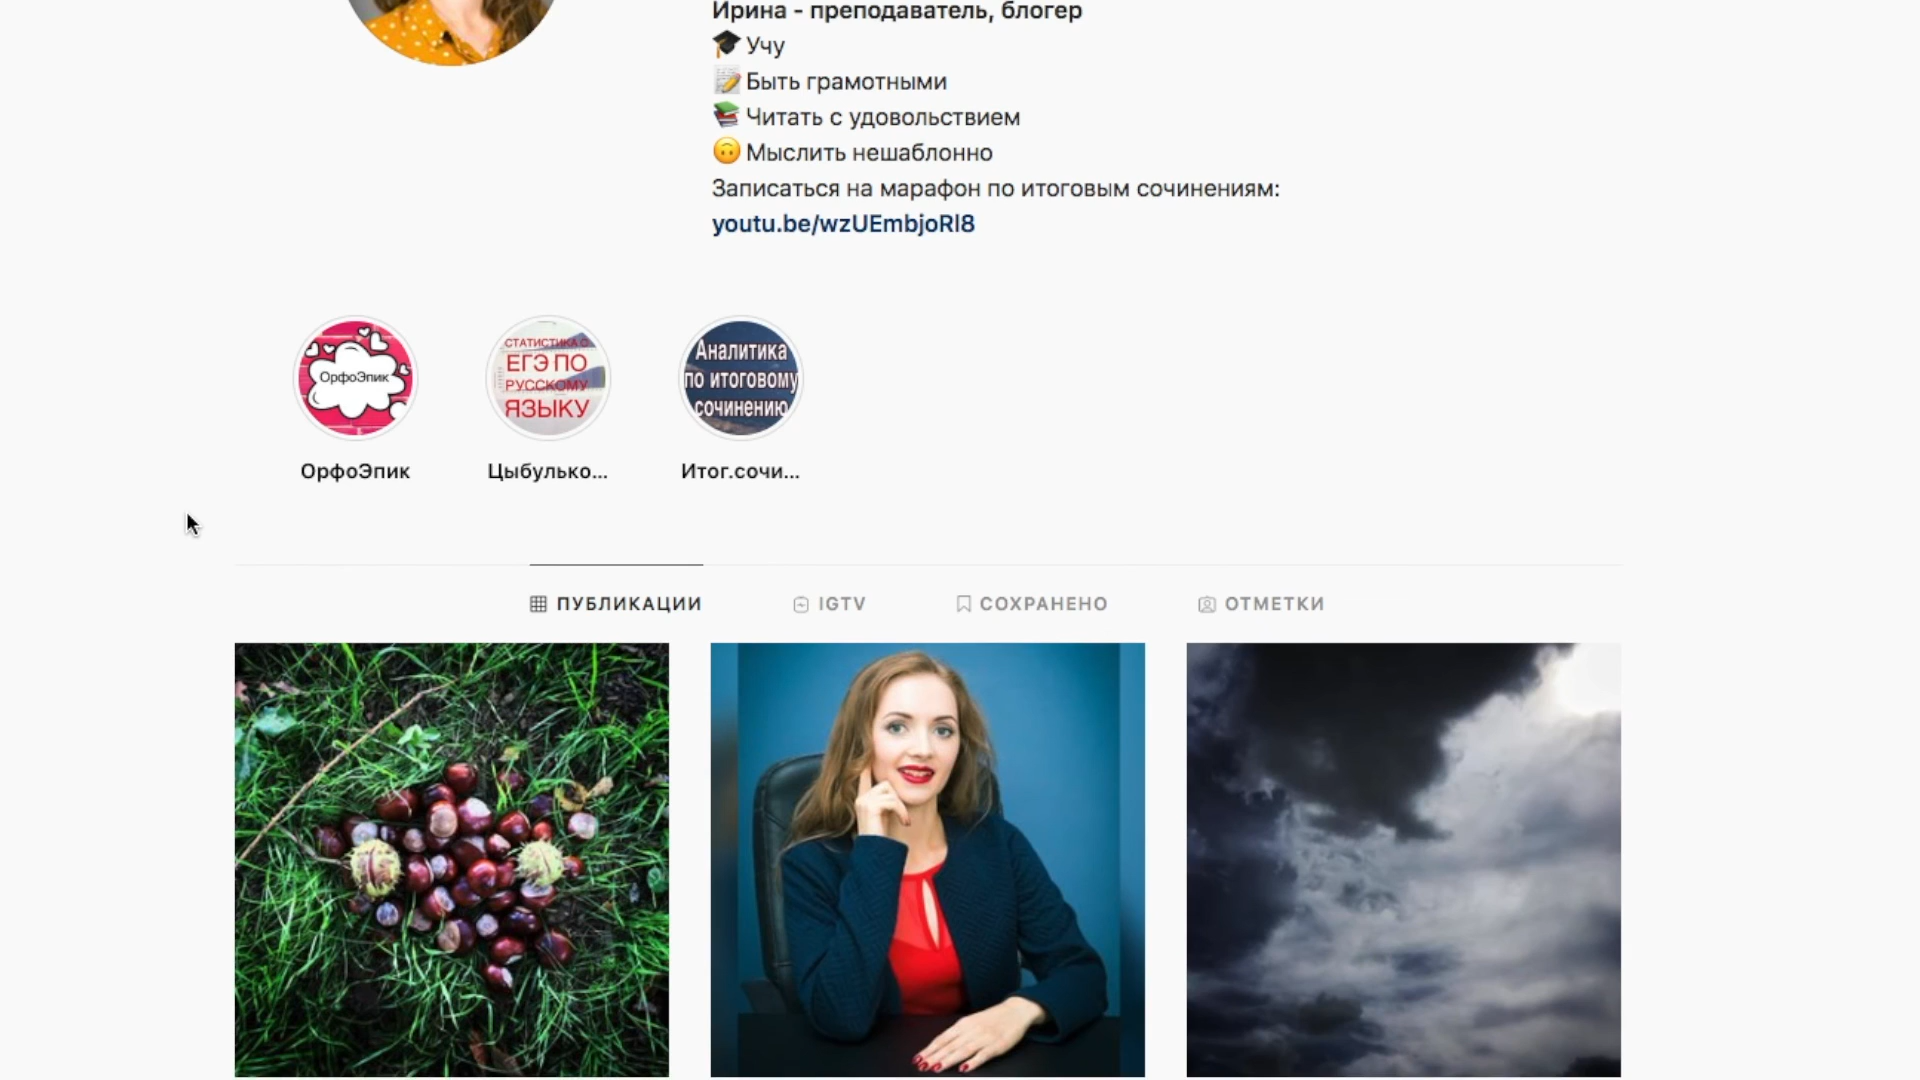 Ирина - преподаватель, блогер
Учу
Быть грамотными
Читать с удовольствием
Мыслить нешаблонно
Записаться на марафон по итоговым сочинениям:
youtu.be/wzUEmbjoRl8
ОрфоЭпик
СТАТИСТИКА О
ЕГЭ ПО
РУССКОМУ
ЯЗЫКУ
Аналитика
по итоговому
сочинению
ОрфоЭпик
Цыбулько...
Итог.сочи...
ПУБЛИКАЦИИ
IGTV
СОХРАНЕНО
ОТМЕТКИ